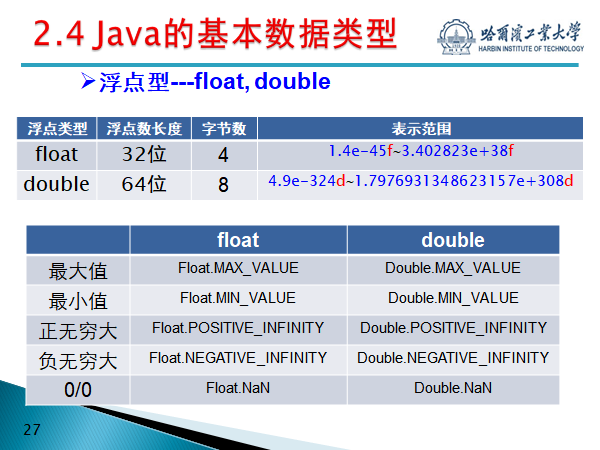 2.4 Java的基本数据类型
哈尔滨工业大学
HARBIN INSTITUTE OF TECHNOLOGY
➢浮点型---float, double
浮点类型 浮点数长度 字节数 表示范围
float 32位 4 1.4e-45f~3.402823e+38f
double 64位 8 4.9e-324d~1.7976931348623157e+308d
float double
最大值 Float.MAX_VALUE Double.MAX_VALUE
最小值 Float.MIN_VALUE Double.MIN_VALUE
正无穷大 Float.POSITIVE_INFINITY Double.POSITIVE_INFINITY
负无穷大 Float.NEGATIVE_INFINITY Double.NEGATIVE_INFINITY
0/0 Float.NaN Double.NaN
27